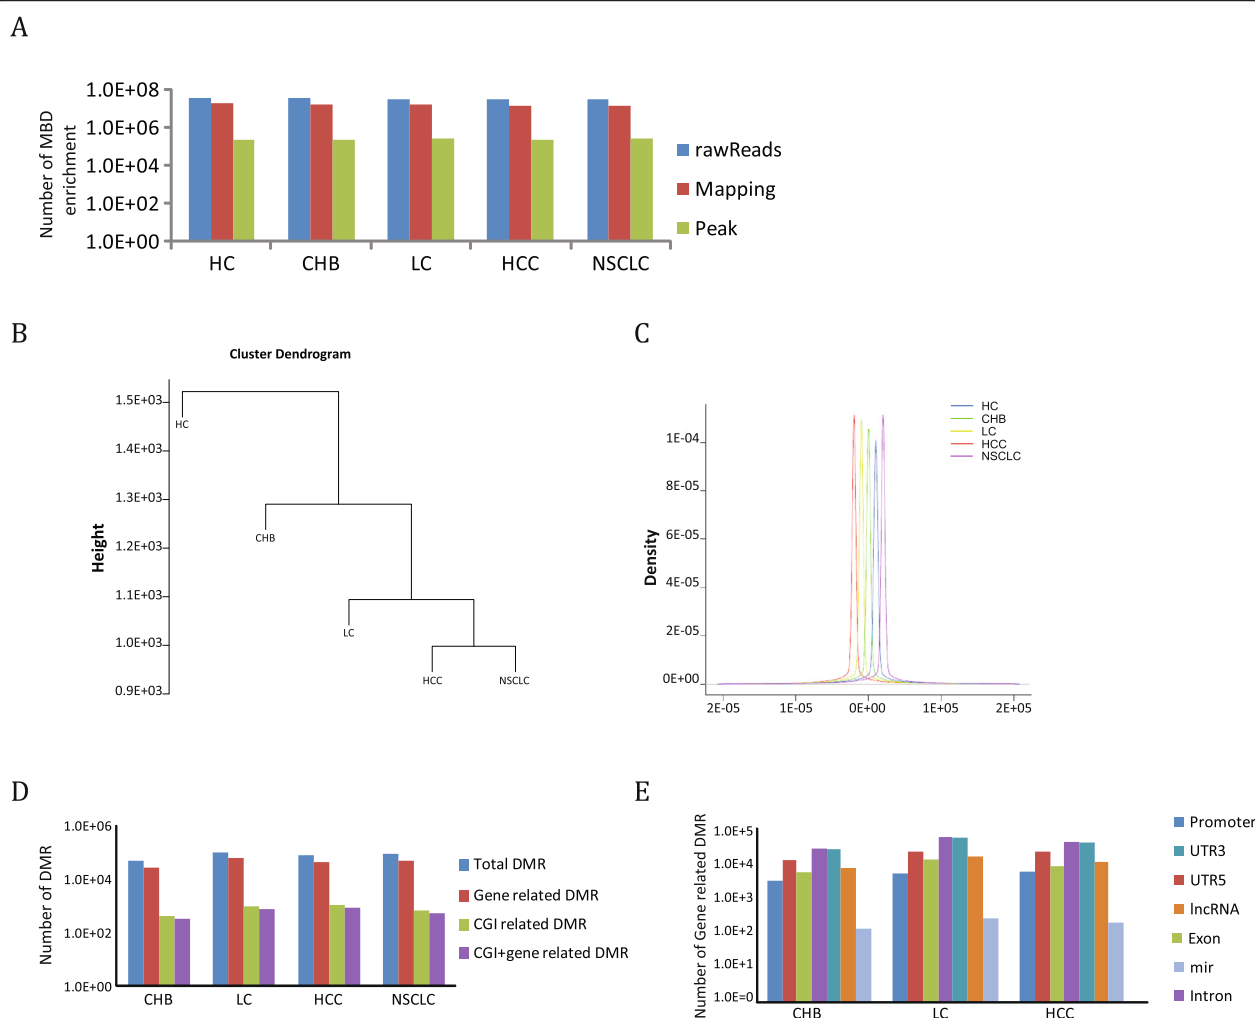 A
Number of MBD
enrichment
1.0E+08
1.0E+06
1.0E+04
1.0E+02
1.0E+00
HC CHB LC HCC NSCLC
rawReads
Mapping
Peak
B
Cluster Dendrogram
Height
1.5E+03
1.4E+03
1.3E+03
1.2E+03
1.1E+03
1.0E+03
0.9E+03
HC
CHB
LC
HCC
NSCLC
C
Density
1E-04
8E-05
6E-05
4E-05
2E-05
0E+00
2E-05 1E-05 0E+00 1E+05 2E+05
HC
CHB
LC
HCC
NSCLC
D
Number of DMR
1.0E+06
1.0E+04
1.0E+02
1.0E+00
CHB LC HCC NSCLC
Total DMR
Gene related DMR
CGI related DMR
CGI+gene related DMR
E
Number of Gene related DMR
1.0E+5
1.0E+4
1.0E+3
1.0E+2
1.0E+1
1.0E=0
CHB LC HCC
Promoter
UTR3
UTR5
lncRNA
Exon
mir
Intron